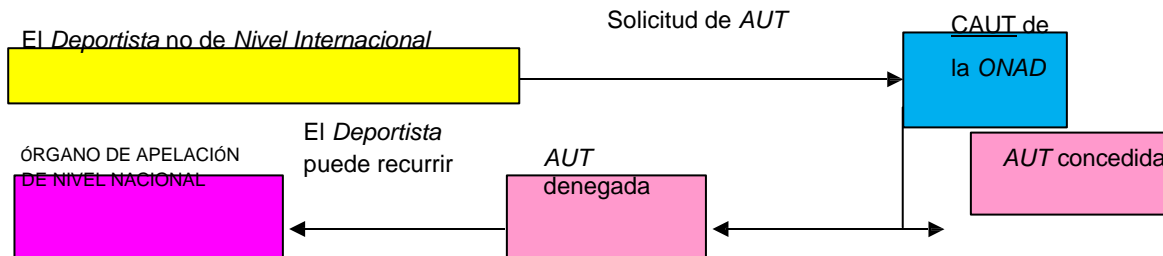 Solicitud de AUT
El Deportista no de Nivel Internacional
CAUT de
la ONAD
El Deportista
puede recurrir
ÓRGANO DE APELACIÓN
DE NIVEL NACIONAL
AUT
denegada
AUT concedida